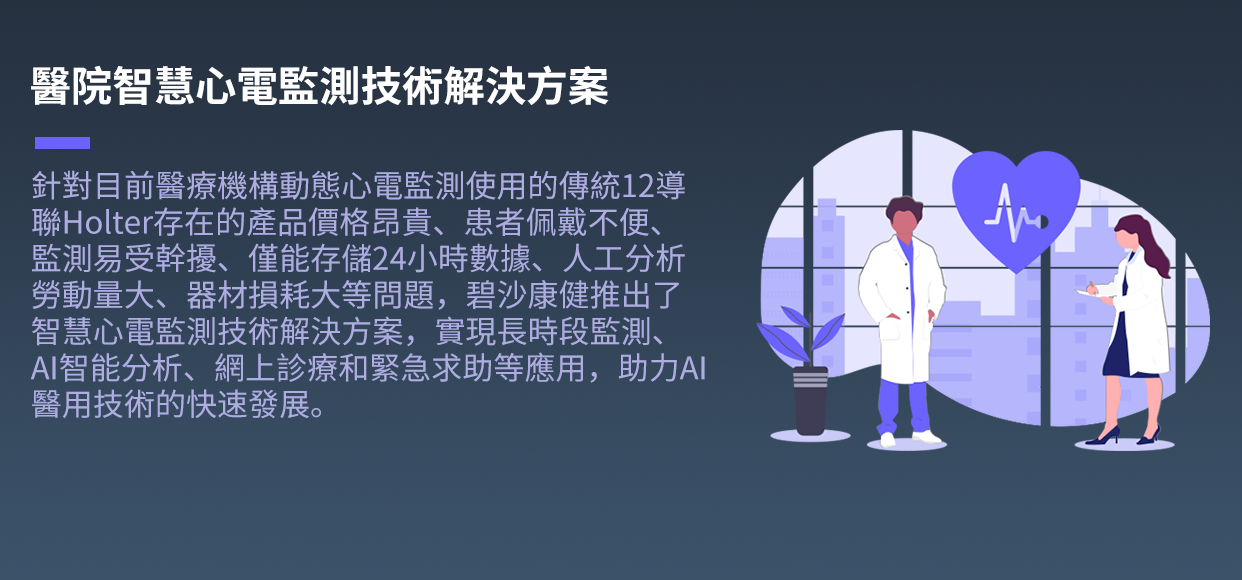 醫院智慧心電監測技術解決方案
針對目前醫療機構動態心電監測使用的傳統12導
聯Holter存在的產品價格昂貴、患者佩戴不便、
監測易受幹擾、僅能存儲24小時數據、人工分析
勞動量大、器材損耗大等問題，碧沙康健推出了
智慧心電監測技術解決方案，實現長時段監測、
AI智能分析、網上診療和緊急求助等應用，助力AI
醫用技術的快速發展。